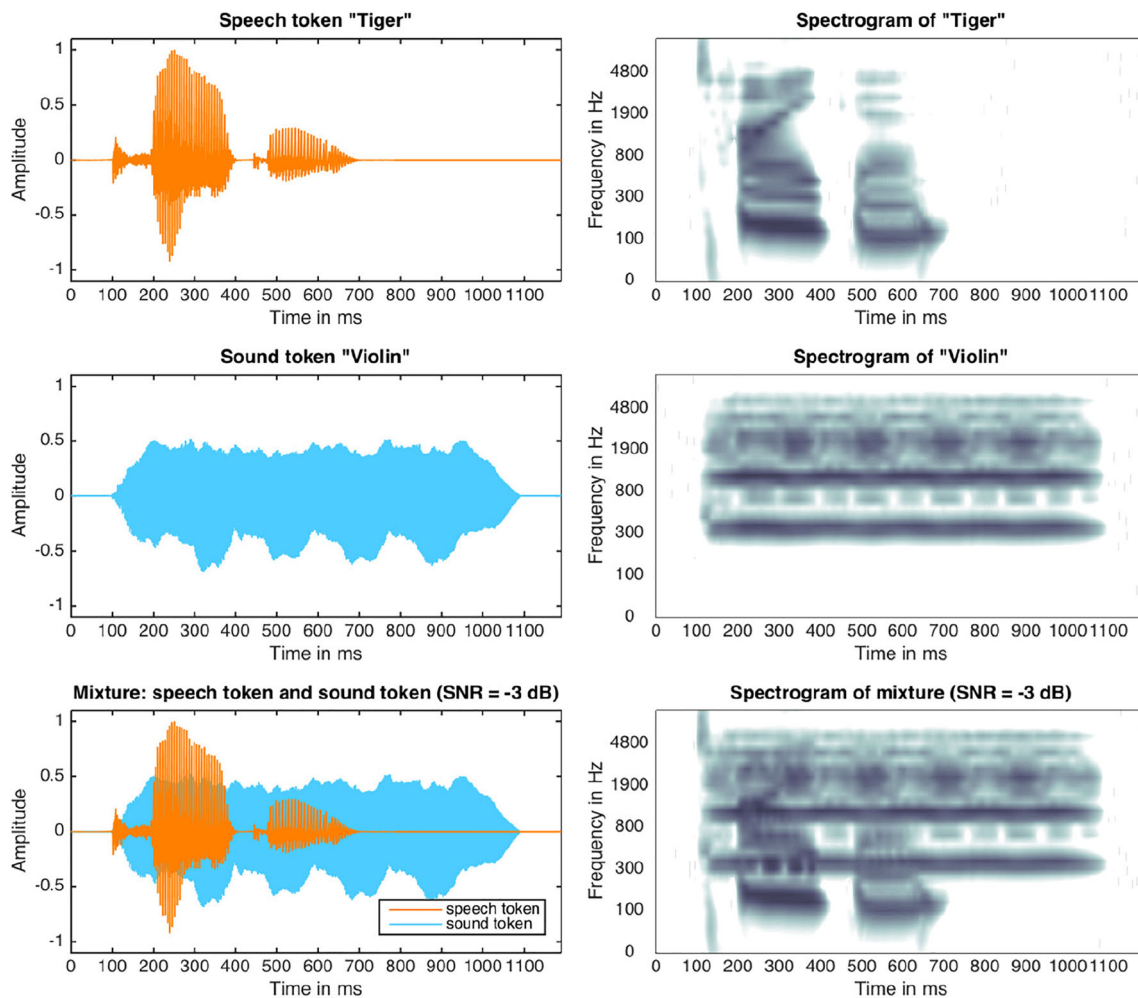 Speech token "Tiger"
Amplitude
1
0.5
0
-0.5
-1
0 100 200 300 400 500 600 700 800 900 1000 1100
Time in ms
Spectrogram of "Tiger"
Frequency in Hz
4800
1900
800
300
100
0
0 100 200 300 400 500 600 700 800 900 1000 1100
Time in ms
Sound token "Violin"
Amplitude
1
0.5
0
-0.5
-1
0 100 200 300 400 500 600 700 800 900 1000 1100
Time in ms
Spectrogram of "Violin"
Frequency in Hz
4800
1900
800
300
100
0
0 100 200 300 400 500 600 700 800 900 1000 1100
Time in ms
Mixture: speech token and sound token (SNR = -3 dB)
Amplitude
1
0.5
0
-0.5
-1
speech token
sound token
0 100 200 300 400 500 600 700 800 900 1000 1100
Time in ms
Spectrogram of mixture (SNR = -3 dB)
Frequency in Hz
4800
1900
800
300
100
0
0 100 200 300 400 500 600 700 800 900 1000 1100
Time in ms